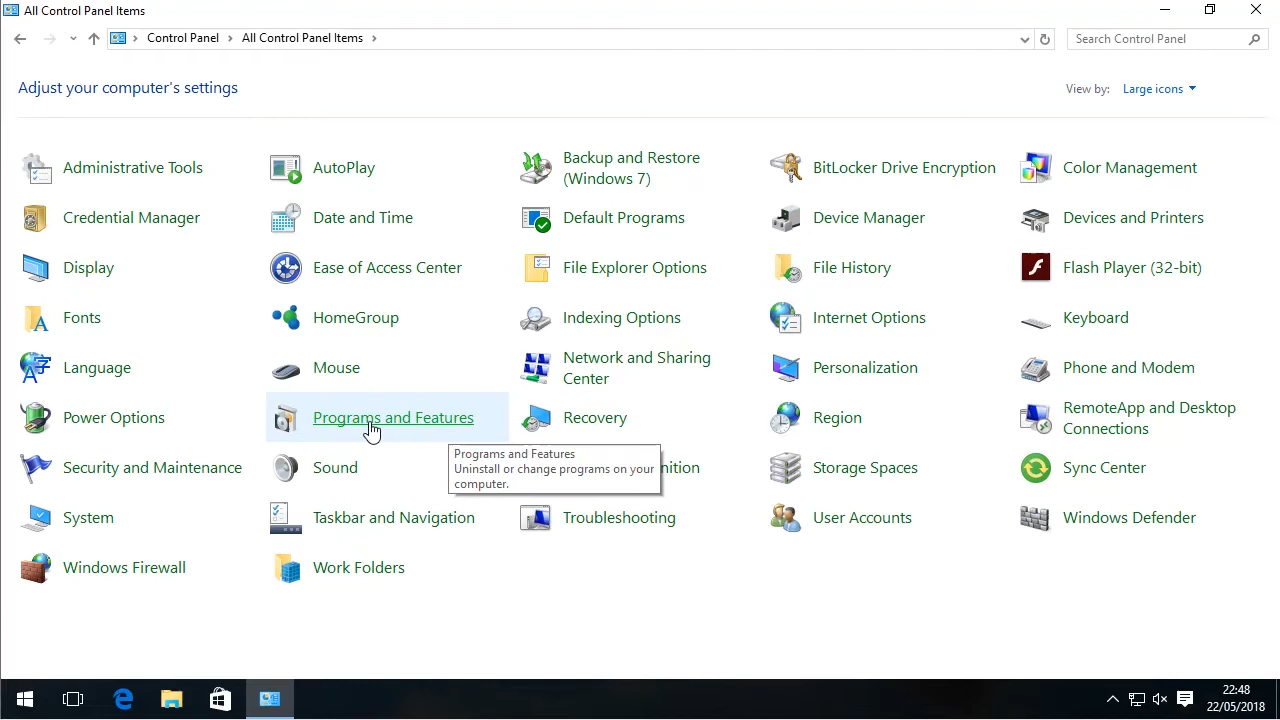 All Control Panel Items
Control Panel
All Control Panel Items
Search Control Panel
Adjust your computer's settings
View by:
Large icons
Administrative Tools
AutoPlay
Backup and Restore
(Windows 7)
BitLocker Drive Encryption
Color Management
Credential Manager
Date and Time
Default Programs
Device Manager
Devices and Printers
Display
Ease of Access Center
File Explorer Options
File History
Flash Player (32-bit)
Fonts
HomeGroup
Indexing Options
Internet Options
Keyboard
Language
Mouse
Network and Sharing
Center
Personalization
Phone and Modem
Power Options
Programs and Features
Recovery
Region
RemoteApp and Desktop
Connections
Security and Maintenance
Sound
Programs and Features
Uninstall or change programs on your
computer.
Storage Spaces
Sync Center
System
Taskbar and Navigation
Troubleshooting
User Accounts
Windows Defender
Windows Firewall
Work Folders
22:48
22/05/2018